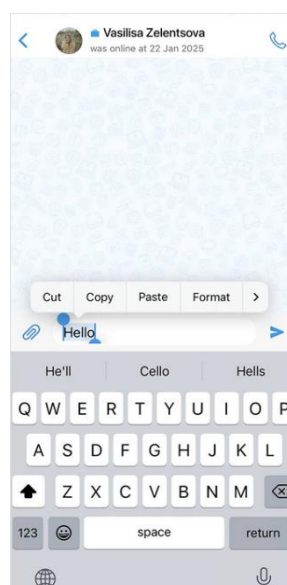 Vasilisa Zelentsova
was online at 22 Jan 2025
Cut Copy Paste Format >
Hello
He'll Cello Hells
Q W E R T Y U I O P
A S D F G H J K L
Z X C V B N M
123 space return